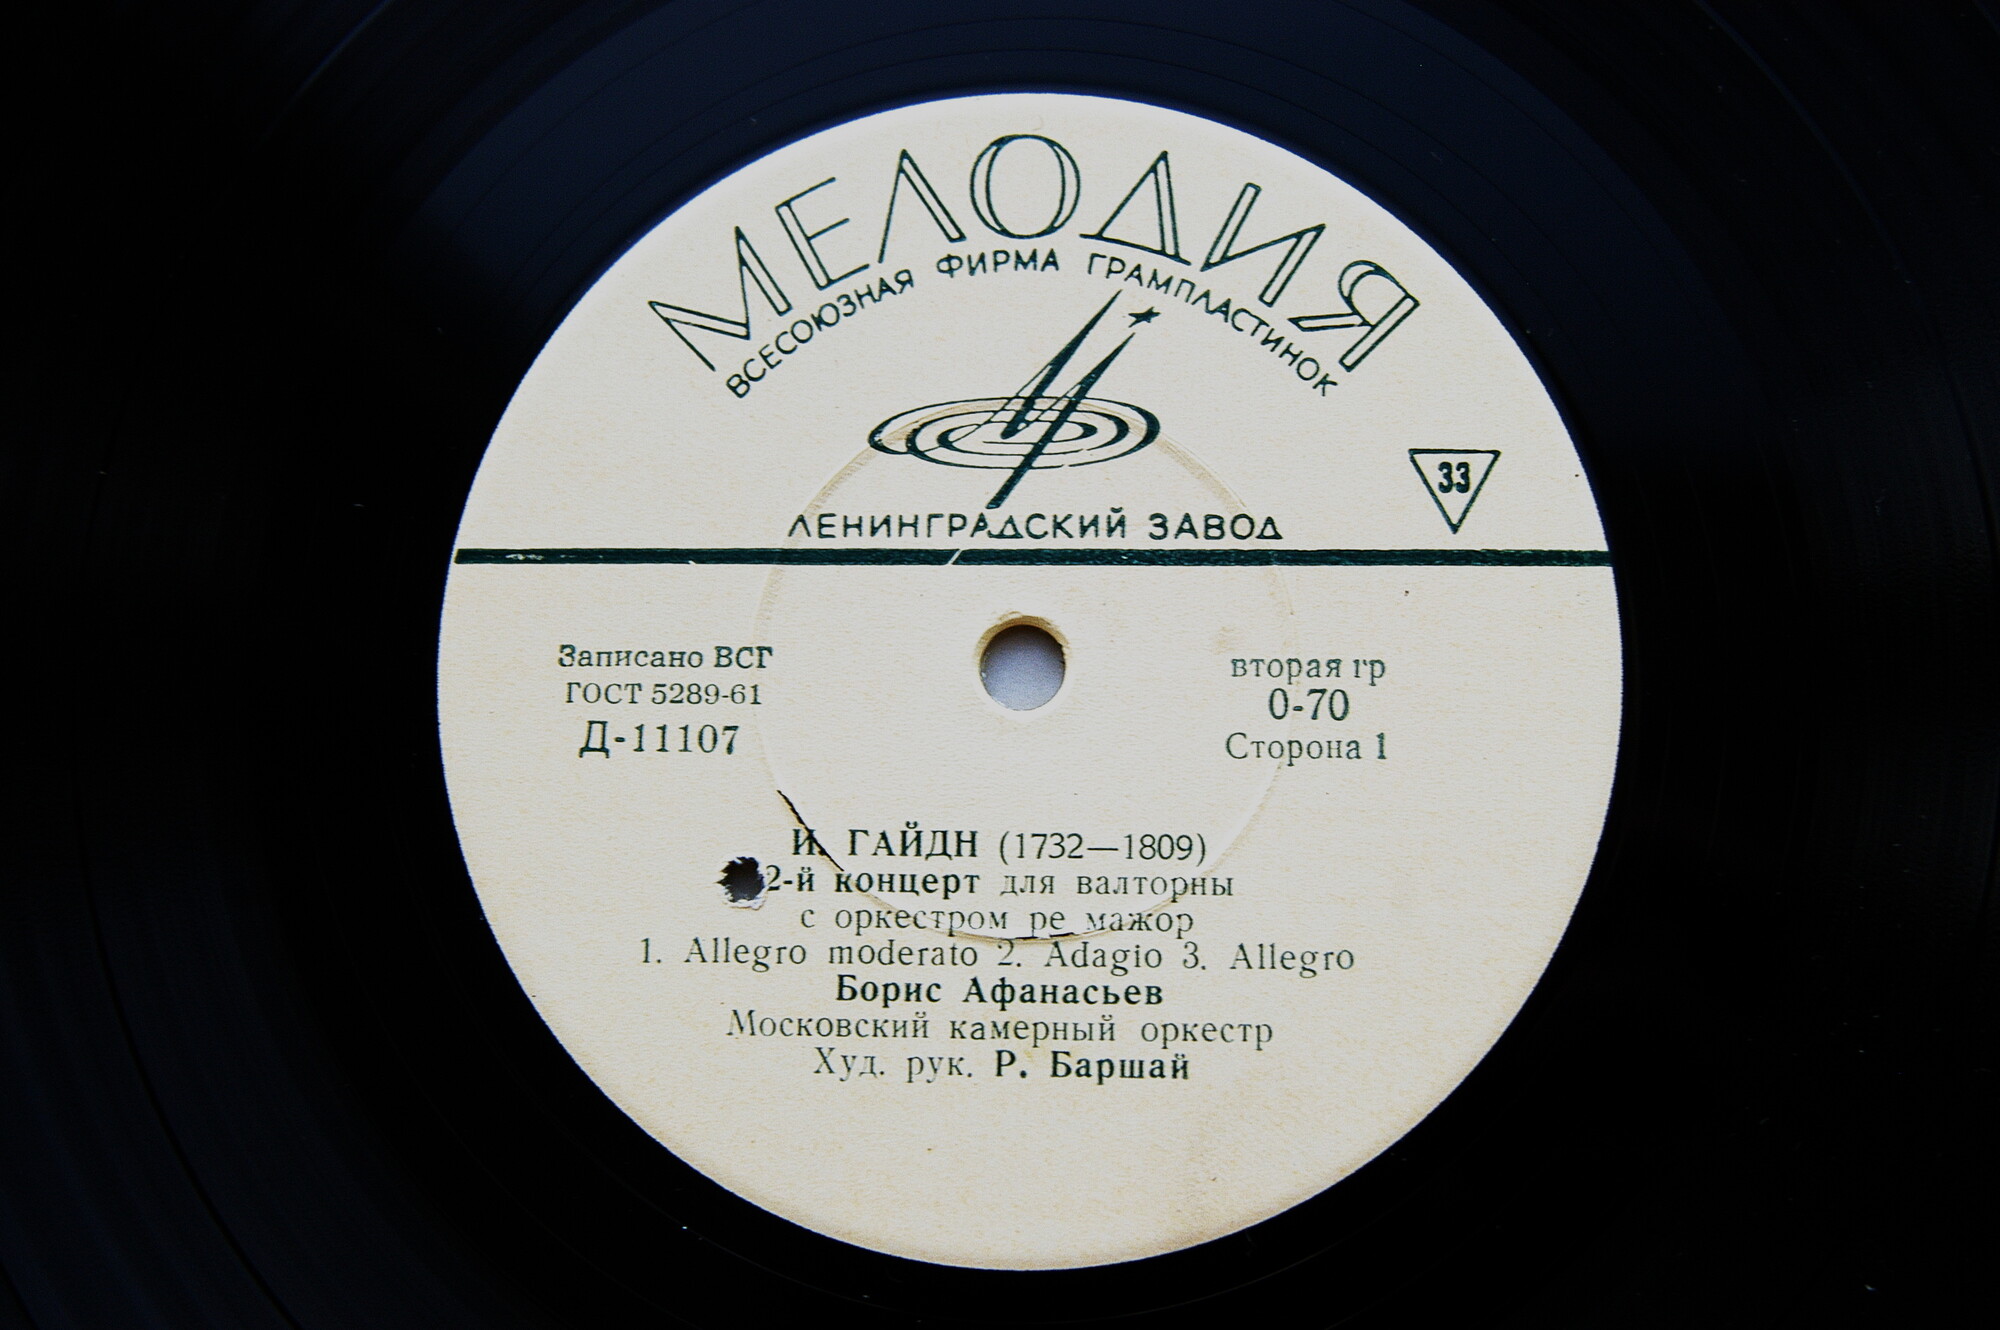 МЕЛОДИЯ
ВСЕСОЮЗНАЯ ФИРМА ГРАМПЛАСТИНОК
33
ЛЕНИНГРАДСКИЙ ЗАВОД
Записано ВСГ
ГОСТ 5289-61
Д-11107
вторая гр
0-70
Сторона 1
И. ГАЙДН (1732—1809)
2-й концерт для валторны
с оркестром ре мажор
1. Allegro moderato 2. Adagio 3. Allegro
Борис Афанасьев
Московский камерный оркестр
Худ. рук. Р. Баршай